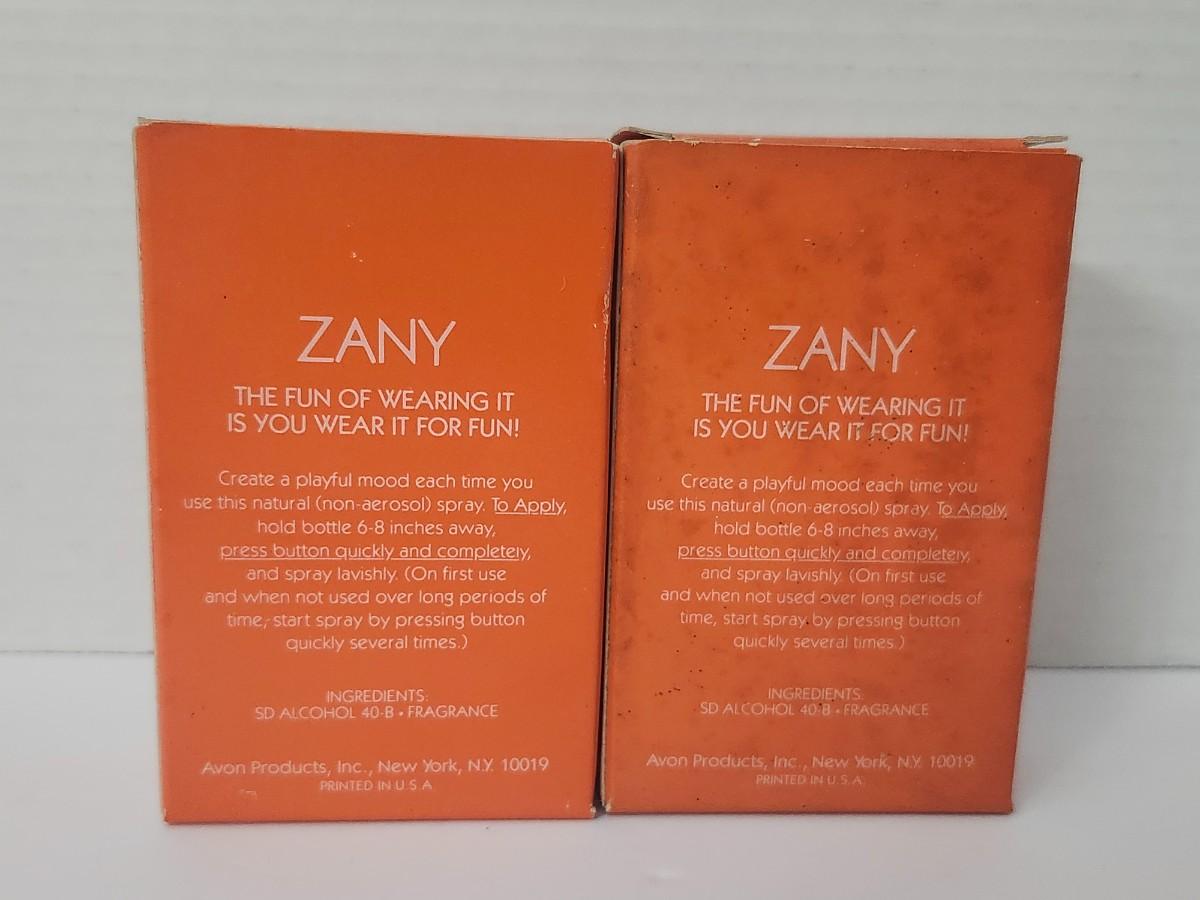 ZANY
THE FUN OF WEARING IT
IS YOU WEAR IT FOR FUN!
Create a playful mood each time you
use this natural (non-aerosol) spray. To Apply,
hold bottle 6-8 inches away,
press button quickly and completely,
and spray lavishly. (On first use
and when not used over long periods of
time, start spray by pressing button
quickly several times.)
INGREDIENTS:
SD ALCOHOL 40-B • FRAGRANCE
Avon Products, Inc., New York, N.Y. 10019
PRINTED IN U.S.A.
ZANY
THE FUN OF WEARING IT
IS YOU WEAR IT FOR FUN!
Create a playful mood each time you
use this natural (non-aerosol) spray. To Apply,
hold bottle 6-8 inches away,
press button quickly and completely,
and spray lavishly. (On first use
and when not used over long periods of
time, start spray by pressing button
quickly several times.)
INGREDIENTS:
SD ALCOHOL 40-B • FRAGRANCE
Avon Products, Inc., New York, N.Y. 10019
PRINTED IN U.S.A.